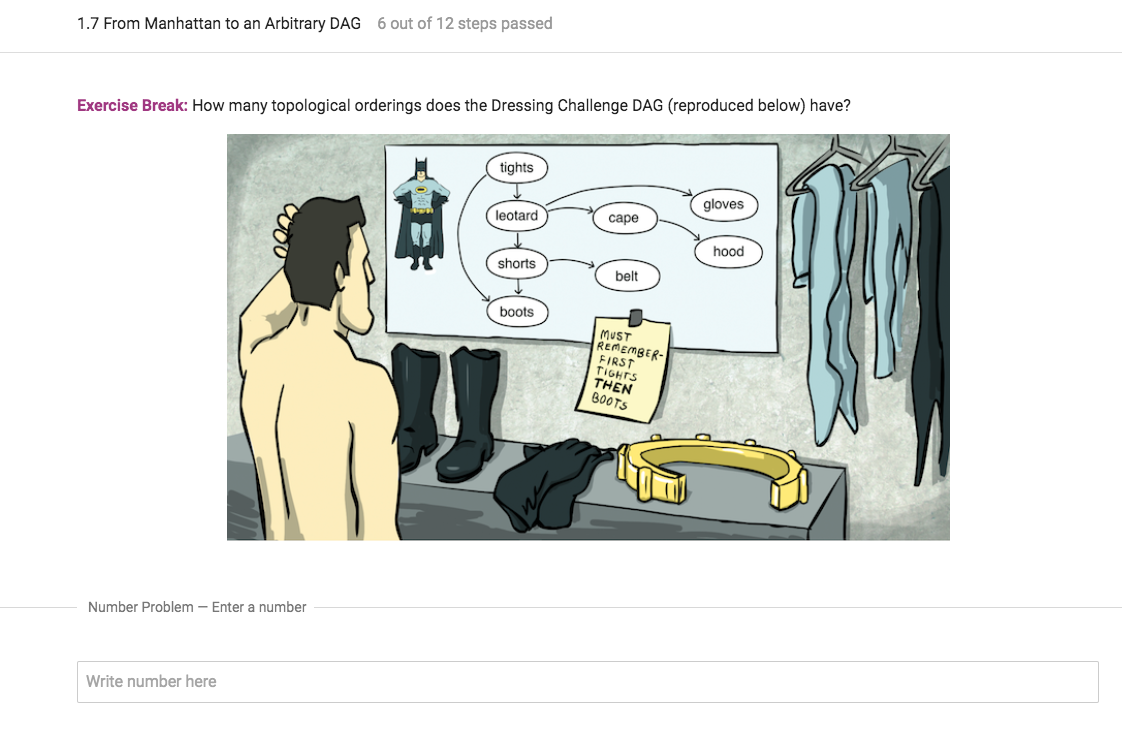 1.7 From Manhattan to an Arbitrary DAG 6 out of 12 steps passed
Exercise Break: How many topological orderings does the Dressing Challenge DAG (reproduced below) have?
tights
leotard
cape
gloves
shorts
belt
hood
boots
MUST
REMEMBER-
FIRST
TIGHTS
THEN
BOOTS
Number Problem — Enter a number
Write number here